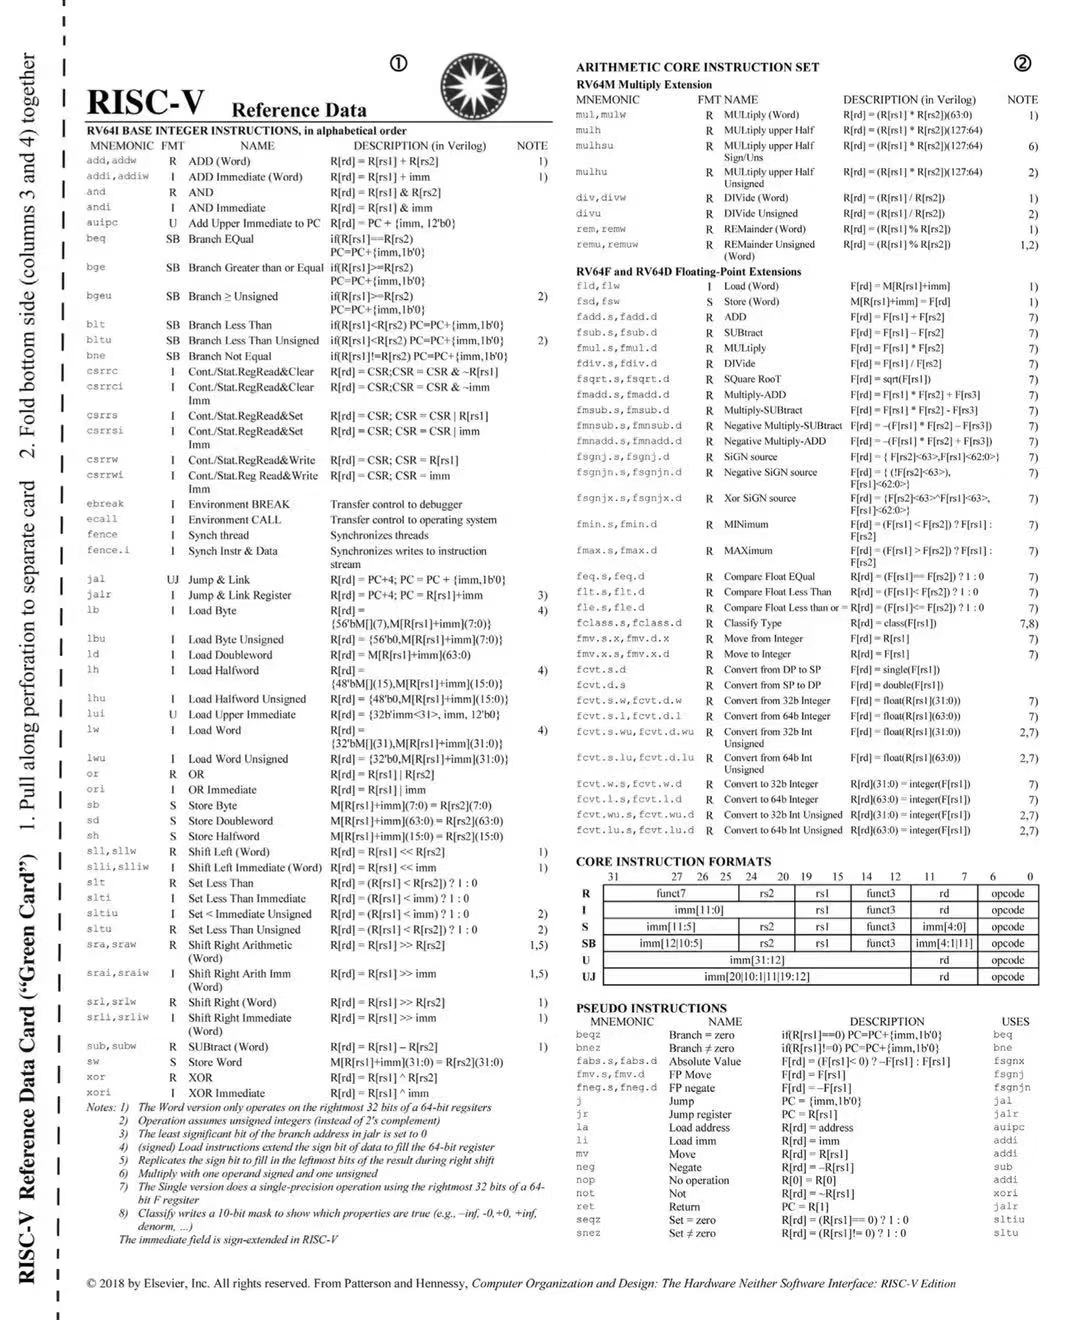 RISC-V Reference Data Card (“Green Card”) 1. Pull along perforation to separate card 2. Fold bottom side (columns 3 and 4) together
①
RISC-V Reference Data
RV64I BASE INTEGER INSTRUCTIONS, in alphabetical order
MNEMONIC FMT NAME DESCRIPTION (in Verilog) NOTE
add,addw R ADD (Word) R[rd] = R[rs1] + R[rs2] 1)
addi,addiw I ADD Immediate (Word) R[rd] = R[rs1] + imm 1)
and R AND R[rd] = R[rs1] & R[rs2]
andi I AND Immediate R[rd] = R[rs1] & imm
auipc U Add Upper Immediate to PC R[rd] = PC + {imm, 12'b0}
beq SB Branch EQual if(R[rs1]==R[rs2)
PC=PC+{imm,1b'0}
bge SB Branch Greater than or Equal if(R[rs1]>=R[rs2)
PC=PC+{imm,1b'0}
bgeu SB Branch ≥ Unsigned if(R[rs1]>=R[rs2) 2)
PC=PC+{imm,1b'0}
blt SB Branch Less Than if(R[rs1]<R[rs2) PC=PC+{imm,1b'0}
bltu SB Branch Less Than Unsigned if(R[rs1]<R[rs2) PC=PC+{imm,1b'0} 2)
bne SB Branch Not Equal if(R[rs1]!=R[rs2) PC=PC+{imm,1b'0}
csrrc I Cont./Stat.RegRead&Clear R[rd] = CSR;CSR = CSR & ~R[rs1]
csrrci I Cont./Stat.RegRead&Clear R[rd] = CSR;CSR = CSR & ~imm
Imm
csrrs I Cont./Stat.RegRead&Set R[rd] = CSR; CSR = CSR | R[rs1]
csrrsi I Cont./Stat.RegRead&Set R[rd] = CSR; CSR = CSR | imm
Imm
csrrw I Cont./Stat.RegRead&Write R[rd] = CSR; CSR = R[rs1]
csrrwi I Cont./Stat.Reg Read&Write R[rd] = CSR; CSR = imm
Imm
ebreak I Environment BREAK Transfer control to debugger
ecall I Environment CALL Transfer control to operating system
fence I Synch thread Synchronizes threads
fence.i I Synch Instr & Data Synchronizes writes to instruction
stream
jal UJ Jump & Link R[rd] = PC+4; PC = PC + {imm,1b'0}
jalr I Jump & Link Register R[rd] = PC+4; PC = R[rs1]+imm 3)
lb I Load Byte R[rd] = 4)
{56'bM[](7),M[R[rs1]+imm](7:0)}
lbu I Load Byte Unsigned R[rd] = {56'b0,M[R[rs1]+imm](7:0)}
ld I Load Doubleword R[rd] = M[R[rs1]+imm](63:0)
lh I Load Halfword R[rd] = 4)
{48'bM[](15),M[R[rs1]+imm](15:0)}
lhu I Load Halfword Unsigned R[rd] = {48'b0,M[R[rs1]+imm](15:0)}
lui U Load Upper Immediate R[rd] = {32b'imm<31>, imm, 12'b0}
lw I Load Word R[rd] = 4)
{32'bM[](31),M[R[rs1]+imm](31:0)}
lwu I Load Word Unsigned R[rd] = {32'b0,M[R[rs1]+imm](31:0)}
or R OR R[rd] = R[rs1] | R[rs2]
ori I OR Immediate R[rd] = R[rs1] | imm
sb S Store Byte M[R[rs1]+imm](7:0) = R[rs2](7:0)
sd S Store Doubleword M[R[rs1]+imm](63:0) = R[rs2](63:0)
sh S Store Halfword M[R[rs1]+imm](15:0) = R[rs2](15:0)
sll,sllw R Shift Left (Word) R[rd] = R[rs1] << R[rs2] 1)
slli,slliw I Shift Left Immediate (Word) R[rd] = R[rs1] << imm 1)
slt R Set Less Than R[rd] = (R[rs1] < R[rs2]) ? 1 : 0
slti I Set Less Than Immediate R[rd] = (R[rs1] < imm) ? 1 : 0
sltiu I Set < Immediate Unsigned R[rd] = (R[rs1] < imm) ? 1 : 0 2)
sltu R Set Less Than Unsigned R[rd] = (R[rs1] < R[rs2]) ? 1 : 0 2)
sra,sraw R Shift Right Arithmetic R[rd] = R[rs1] >> R[rs2] 1,5)
(Word)
srai,sraiw I Shift Right Arith Imm R[rd] = R[rs1] >> imm 1,5)
(Word)
srl,srlw R Shift Right (Word) R[rd] = R[rs1] >> R[rs2] 1)
srli,srliw I Shift Right Immediate R[rd] = R[rs1] >> imm 1)
(Word)
sub,subw R SUBtract (Word) R[rd] = R[rs1] – R[rs2] 1)
sw S Store Word M[R[rs1]+imm](31:0) = R[rs2](31:0)
xor R XOR R[rd] = R[rs1] ^ R[rs2]
xori I XOR Immediate R[rd] = R[rs1] ^ imm
Notes: 1) The Word version only operates on the rightmost 32 bits of a 64-bit regsiters
2) Operation assumes unsigned integers (instead of 2's complement)
3) The least significant bit of the branch address in jalr is set to 0
4) (signed) Load instructions extend the sign bit of data to fill the 64-bit register
5) Replicates the sign bit to fill in the leftmost bits of the result during right shift
6) Multiply with one operand signed and one unsigned
7) The Single version does a single-precision operation using the rightmost 32 bits of a 64-
bit F regsiter
8) Classify writes a 10-bit mask to show which properties are true (e.g., –inf, -0,+0, +inf,
denorm, ...)
The immediate field is sign-extended in RISC-V
②
ARITHMETIC CORE INSTRUCTION SET
RV64M Multiply Extension
MNEMONIC FMT NAME DESCRIPTION (in Verilog) NOTE
mul,mulw R MULtiply (Word) R[rd] = (R[rs1] * R[rs2])(63:0) 1)
mulh R MULtiply upper Half R[rd] = (R[rs1] * R[rs2])(127:64)
mulhsu R MULtiply upper Half R[rd] = (R[rs1] * R[rs2])(127:64) 6)
Sign/Uns
mulhu R MULtiply upper Half R[rd] = (R[rs1] * R[rs2])(127:64) 2)
Unsigned
div,divw R DIVide (Word) R[rd] = (R[rs1] / R[rs2]) 1)
divu R DIVide Unsigned R[rd] = (R[rs1] / R[rs2]) 2)
rem,remw R REMainder (Word) R[rd] = (R[rs1] % R[rs2]) 1)
remu,remuw R REMainder Unsigned R[rd] = (R[rs1] % R[rs2]) 1,2)
(Word)
RV64F and RV64D Floating-Point Extensions
fld,flw I Load (Word) F[rd] = M[R[rs1]+imm] 1)
fsd,fsw S Store (Word) M[R[rs1]+imm] = F[rd] 1)
fadd.s,fadd.d R ADD F[rd] = F[rs1] + F[rs2] 7)
fsub.s,fsub.d R SUBtract F[rd] = F[rs1] – F[rs2] 7)
fmul.s,fmul.d R MULtiply F[rd] = F[rs1] * F[rs2] 7)
fdiv.s,fdiv.d R DIVide F[rd] = F[rs1] / F[rs2] 7)
fsqrt.s,fsqrt.d R SQuare RooT F[rd] = sqrt(F[rs1]) 7)
fmadd.s,fmadd.d R Multiply-ADD F[rd] = F[rs1] * F[rs2] + F[rs3] 7)
fmsub.s,fmsub.d R Multiply-SUBtract F[rd] = F[rs1] * F[rs2] - F[rs3] 7)
fmnsub.s,fmnsub.d R Negative Multiply-SUBtract F[rd] = –(F[rs1] * F[rs2] – F[rs3]) 7)
fmnadd.s,fmnadd.d R Negative Multiply-ADD F[rd] = –(F[rs1] * F[rs2] + F[rs3]) 7)
fsgnj.s,fsgnj.d R SiGN source F[rd] = { F[rs2]<63>,F[rs1]<62:0>} 7)
fsgnjn.s,fsgnjn.d R Negative SiGN source F[rd] = { (!F[rs2]<63>), 7)
F[rs1]<62:0>}
fsgnjx.s,fsgnjx.d R Xor SiGN source F[rd] = {F[rs2]<63>^F[rs1]<63>, 7)
F[rs1]<62:0>}
fmin.s,fmin.d R MINimum F[rd] = (F[rs1] < F[rs2]) ? F[rs1] : 7)
F[rs2]
fmax.s,fmax.d R MAXimum F[rd] = (F[rs1] > F[rs2]) ? F[rs1] : 7)
F[rs2]
feq.s,feq.d R Compare Float EQual R[rd] = (F[rs1]== F[rs2]) ? 1 : 0 7)
flt.s,flt.d R Compare Float Less Than R[rd] = (F[rs1]< F[rs2]) ? 1 : 0 7)
fle.s,fle.d R Compare Float Less than or = R[rd] = (F[rs1]<= F[rs2]) ? 1 : 0 7)
fclass.s,fclass.d R Classify Type R[rd] = class(F[rs1]) 7,8)
fmv.s.x,fmv.d.x R Move from Integer F[rd] = R[rs1] 7)
fmv.x.s,fmv.x.d R Move to Integer R[rd] = F[rs1] 7)
fcvt.s.d R Convert from DP to SP F[rd] = single(F[rs1])
fcvt.d.s R Convert from SP to DP F[rd] = double(F[rs1])
fcvt.s.w,fcvt.d.w R Convert from 32b Integer F[rd] = float(R[rs1](31:0)) 7)
fcvt.s.l,fcvt.d.l R Convert from 64b Integer F[rd] = float(R[rs1](63:0)) 7)
fcvt.s.wu,fcvt.d.wu R Convert from 32b Int F[rd] = float(R[rs1](31:0)) 2,7)
Unsigned
fcvt.s.lu,fcvt.d.lu R Convert from 64b Int F[rd] = float(R[rs1](63:0)) 2,7)
Unsigned
fcvt.w.s,fcvt.w.d R Convert to 32b Integer R[rd](31:0) = integer(F[rs1]) 7)
fcvt.l.s,fcvt.l.d R Convert to 64b Integer R[rd](63:0) = integer(F[rs1]) 7)
fcvt.wu.s,fcvt.wu.d R Convert to 32b Int Unsigned R[rd](31:0) = integer(F[rs1]) 2,7)
fcvt.lu.s,fcvt.lu.d R Convert to 64b Int Unsigned R[rd](63:0) = integer(F[rs1]) 2,7)
CORE INSTRUCTION FORMATS
31 27 26 25 24 20 19 15 14 12 11 7 6 0
R funct7 rs2 rs1 funct3 rd opcode
I imm[11:0] rs1 funct3 rd opcode
S imm[11:5] rs2 rs1 funct3 imm[4:0] opcode
SB imm[12|10:5] rs2 rs1 funct3 imm[4:1|11] opcode
U imm[31:12] rd opcode
UJ imm[20|10:1|11|19:12] rd opcode
PSEUDO INSTRUCTIONS
MNEMONIC NAME DESCRIPTION USES
beqz Branch = zero if(R[rs1]==0) PC=PC+{imm,1b'0} beq
bnez Branch ≠ zero if(R[rs1]!=0) PC=PC+{imm,1b'0} bne
fabs.s,fabs.d Absolute Value F[rd] = (F[rs1]< 0) ? –F[rs1] : F[rs1] fsgnx
fmv.s,fmv.d FP Move F[rd] = F[rs1] fsgnj
fneg.s,fneg.d FP negate F[rd] = –F[rs1] fsgnjn
j Jump PC = {imm,1b'0} jal
jr Jump register PC = R[rs1] jalr
la Load address R[rd] = address auipc
li Load imm R[rd] = imm addi
mv Move R[rd] = R[rs1] addi
neg Negate R[rd] = –R[rs1] sub
nop No operation R[0] = R[0] addi
not Not R[rd] = ~R[rs1] xori
ret Return PC = R[1] jalr
seqz Set = zero R[rd] = (R[rs1]== 0) ? 1 : 0 sltiu
snez Set ≠ zero R[rd] = (R[rs1]!= 0) ? 1 : 0 sltu
© 2018 by Elsevier, Inc. All rights reserved. From Patterson and Hennessy, Computer Organization and Design: The Hardware Neither Software Interface: RISC-V Edition